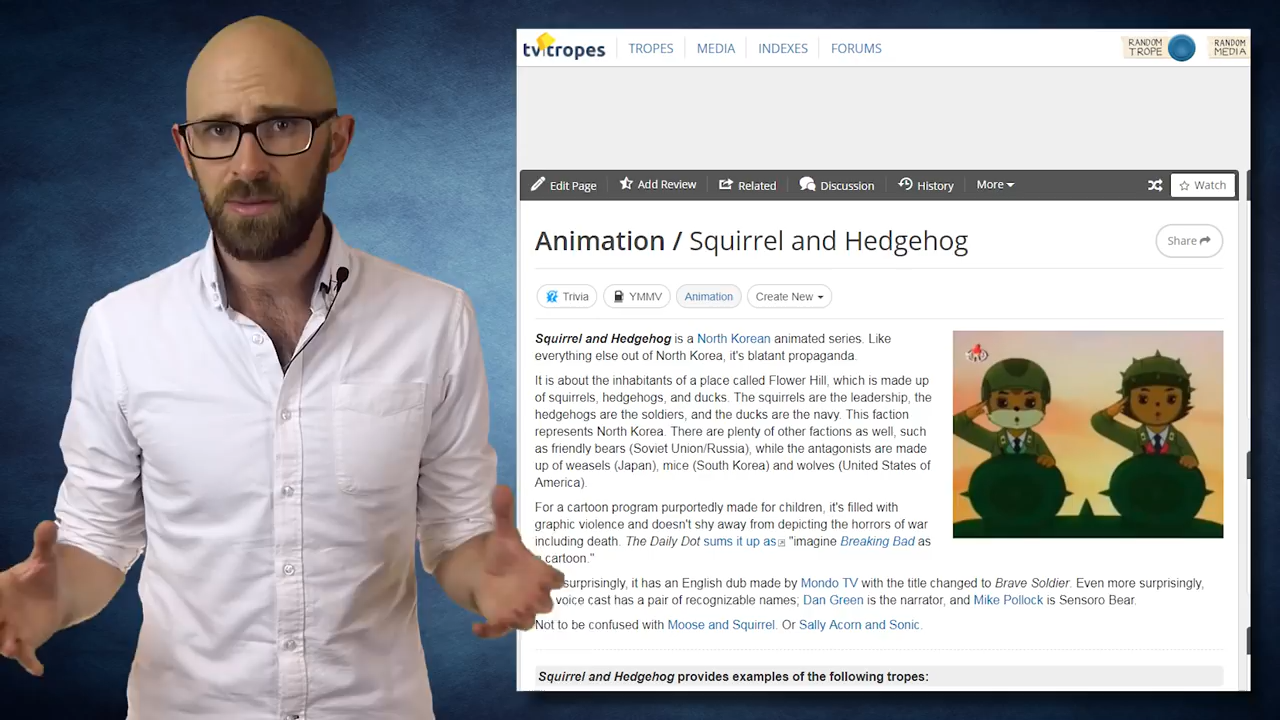 tvtropes TROPES MEDIA INDEXES FORUMS RANDOM TROPE RANDOM MEDIA
Edit Page Add Review Related Discussion History More Watch
Animation / Squirrel and Hedgehog Share
Trivia YMMV Animation Create New
Squirrel and Hedgehog is a North Korean animated series. Like
everything else out of North Korea, it's blatant propaganda.
It is about the inhabitants of a place called Flower Hill, which is made up
of squirrels, hedgehogs, and ducks. The squirrels are the leadership, the
hedgehogs are the soldiers, and the ducks are the navy. This faction
represents North Korea. There are plenty of other factions as well, such
as friendly bears (Soviet Union/Russia), while the antagonists are made
up of weasels (Japan), mice (South Korea) and wolves (United States of
America).
For a cartoon program purportedly made for children, it's filled with
graphic violence and doesn't shy away from depicting the horrors of war
including death. The Daily Dot sums it up as "imagine Breaking Bad as
cartoon."
surprisingly, it has an English dub made by Mondo TV with the title changed to Brave Soldier. Even more surprisingly,
voice cast has a pair of recognizable names; Dan Green is the narrator, and Mike Pollock is Sensoro Bear.
Not to be confused with Moose and Squirrel. Or Sally Acorn and Sonic.
Squirrel and Hedgehog provides examples of the following tropes: